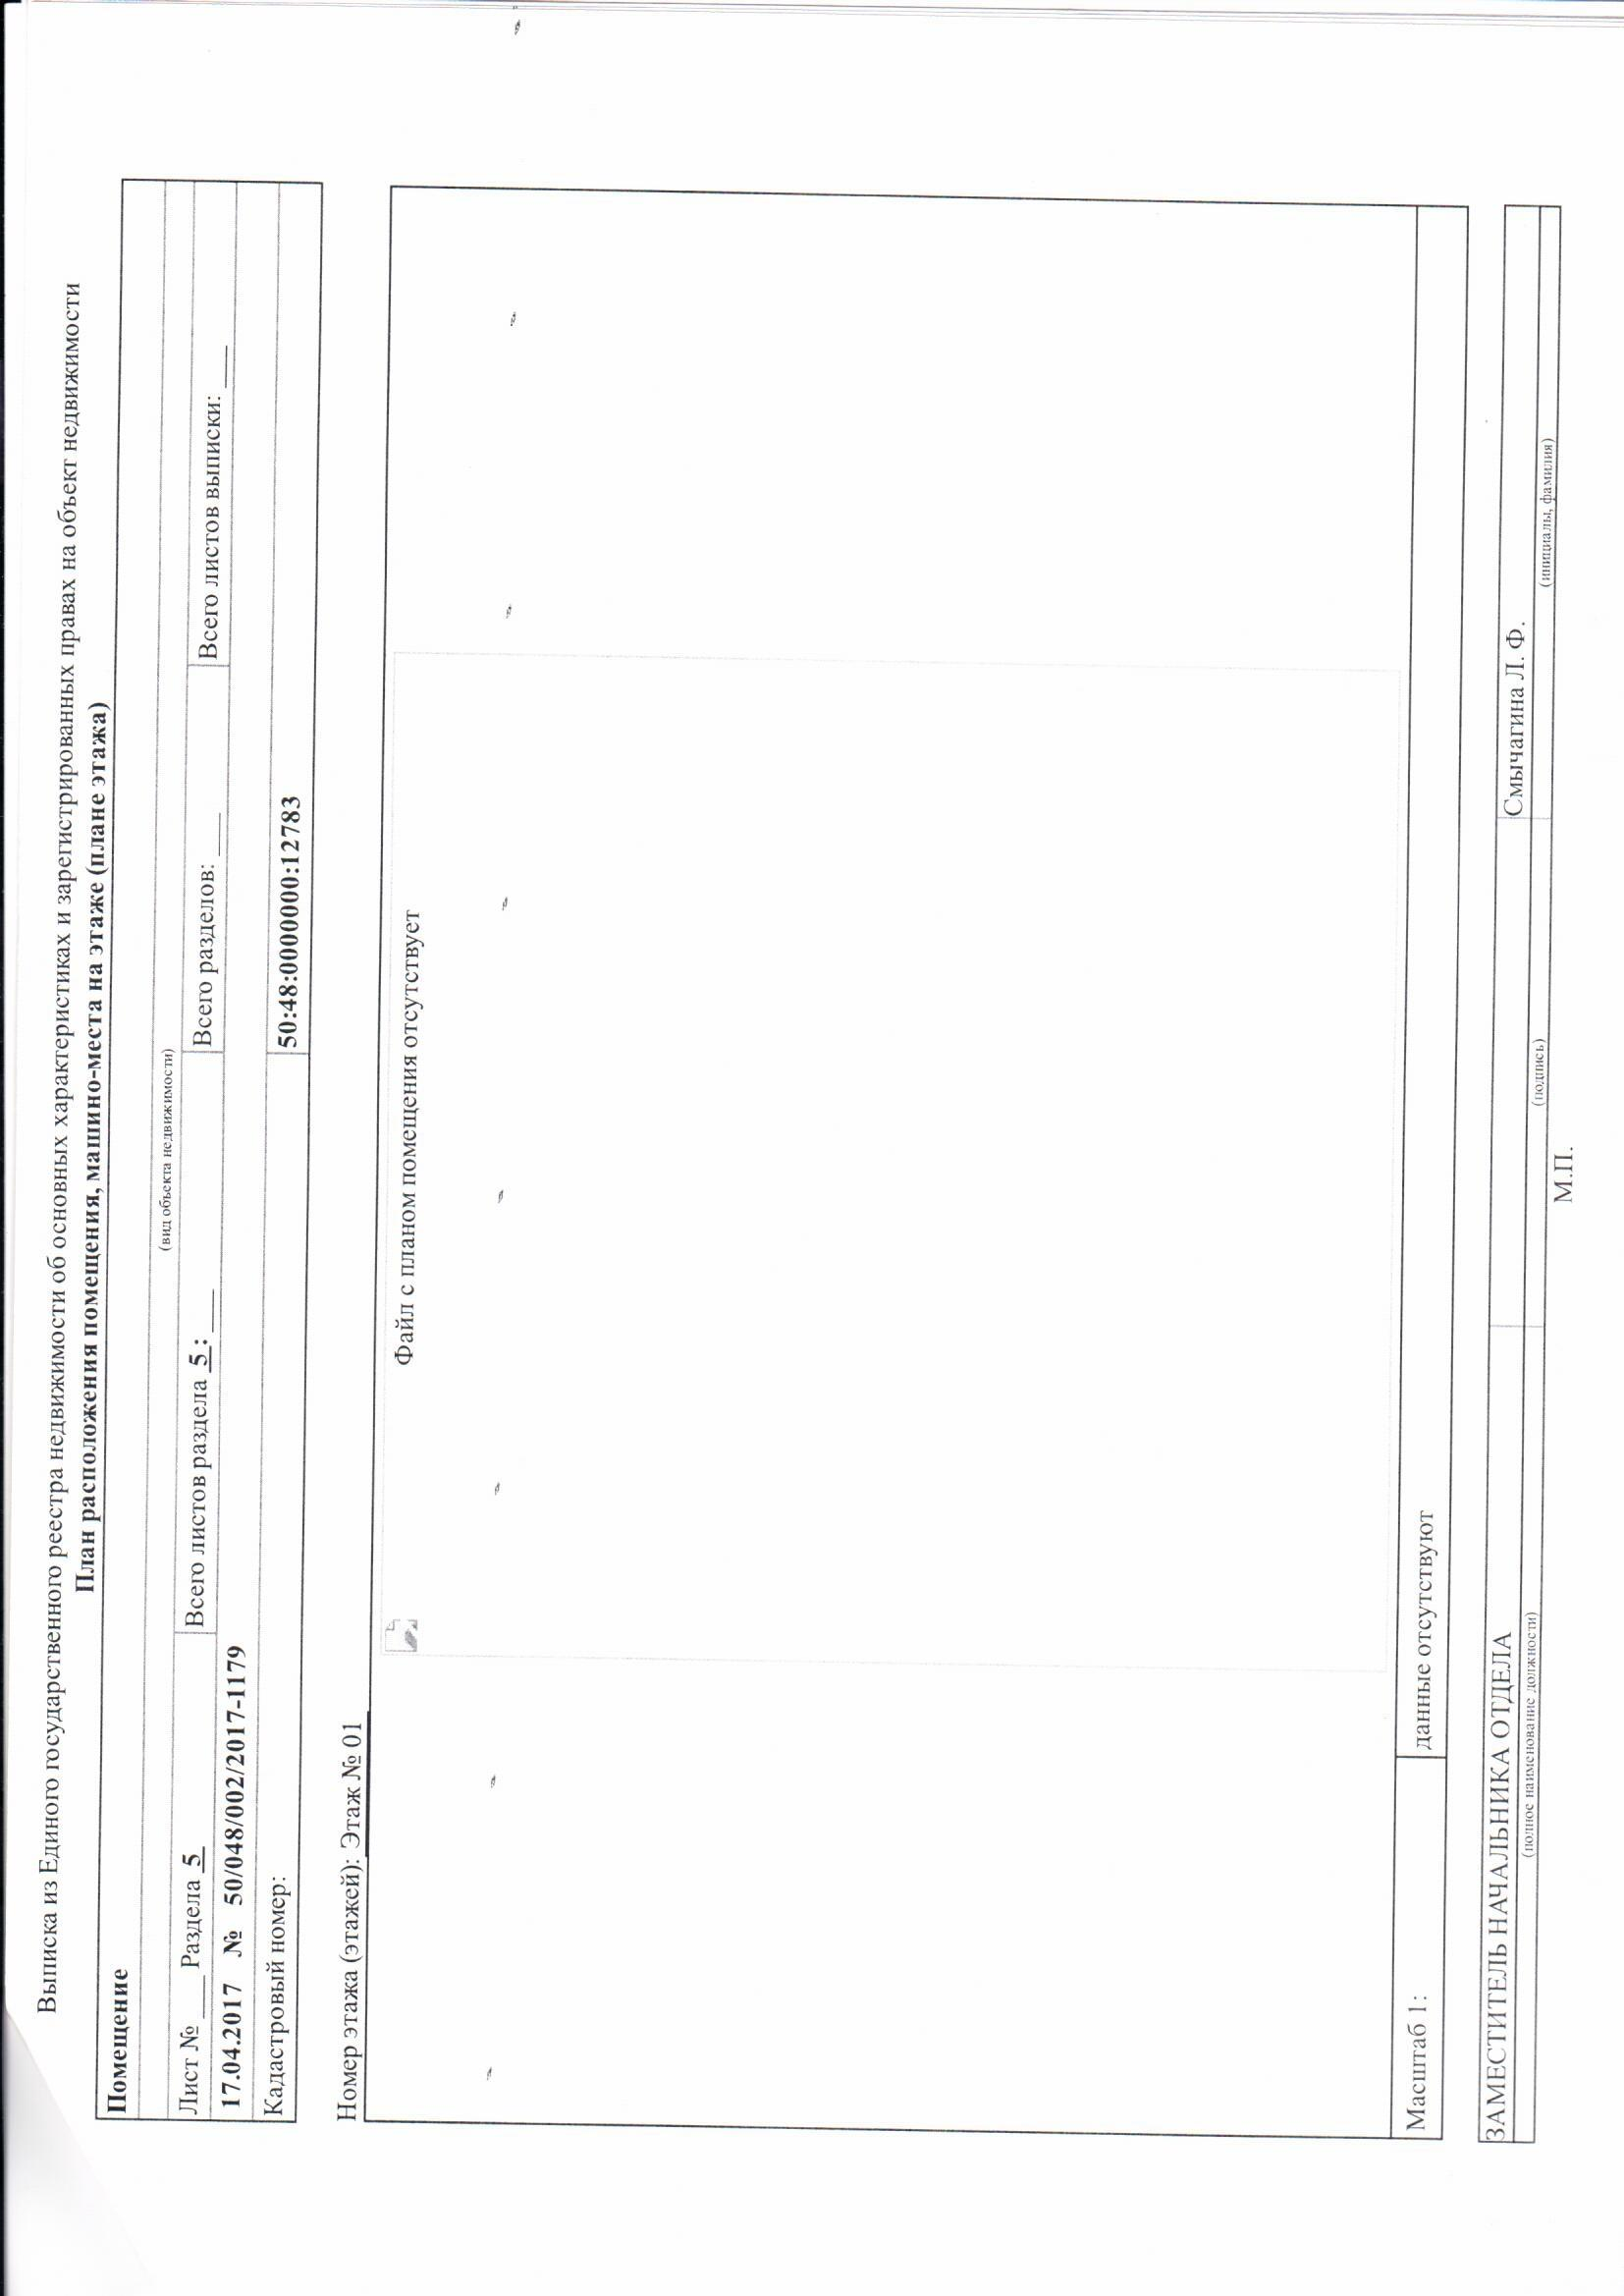 Выписка из Единого государственного реестра недвижимости об основных характеристиках и зарегистрированных правах на объект недвижимости
План расположения помещения, машино-места на этаже (плане этажа)
Помещение
(вид объекта недвижимости)
Лист № ___ Раздела 5 Всего листов раздела 5 : ___ Всего разделов: ___ Всего листов выписки: ___
17.04.2017 № 50/048/002/2017-1179
Кадастровый номер: 50:48:0000000:12783
Номер этажа (этажей): Этаж № 01
Файл с планом помещения отсутствует
Масштаб 1: данные отсутствуют
ЗАМЕСТИТЕЛЬ НАЧАЛЬНИКА ОТДЕЛА Смычагина Л. Ф.
(полное наименование должности) (подпись) (инициалы, фамилия)
М.П.